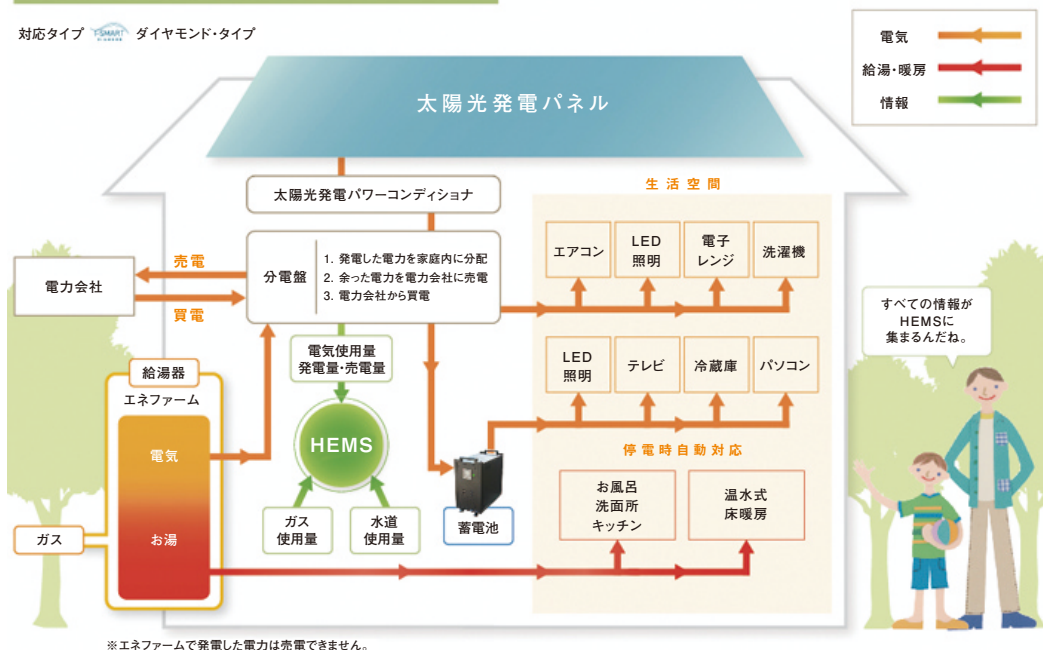 対応タイプ
ダイヤモンド・タイプ
電気
給湯・暖房
情報
太陽光発電パネル
太陽光発電パワーコンディショナ
生活空間
分電盤
1. 発電した電力を家庭内に分配
2. 余った電力を電力会社に売電
3. 電力会社から買電
売電
電力会社
買電
エアコン
LED
照明
電子
レンジ
洗濯機
すべての情報が
HEMSに
集まるんだね。
電気使用量
発電量・売電量
給湯器
エネファーム
電気
お湯
ガス
HEMS
ガス
使用量
水道
使用量
蓄電池
LED
照明
テレビ
冷蔵庫
パソコン
停電時自動対応
お風呂
洗面所
キッチン
温水式
床暖房
※エネファームで発電した電力は売電できません。